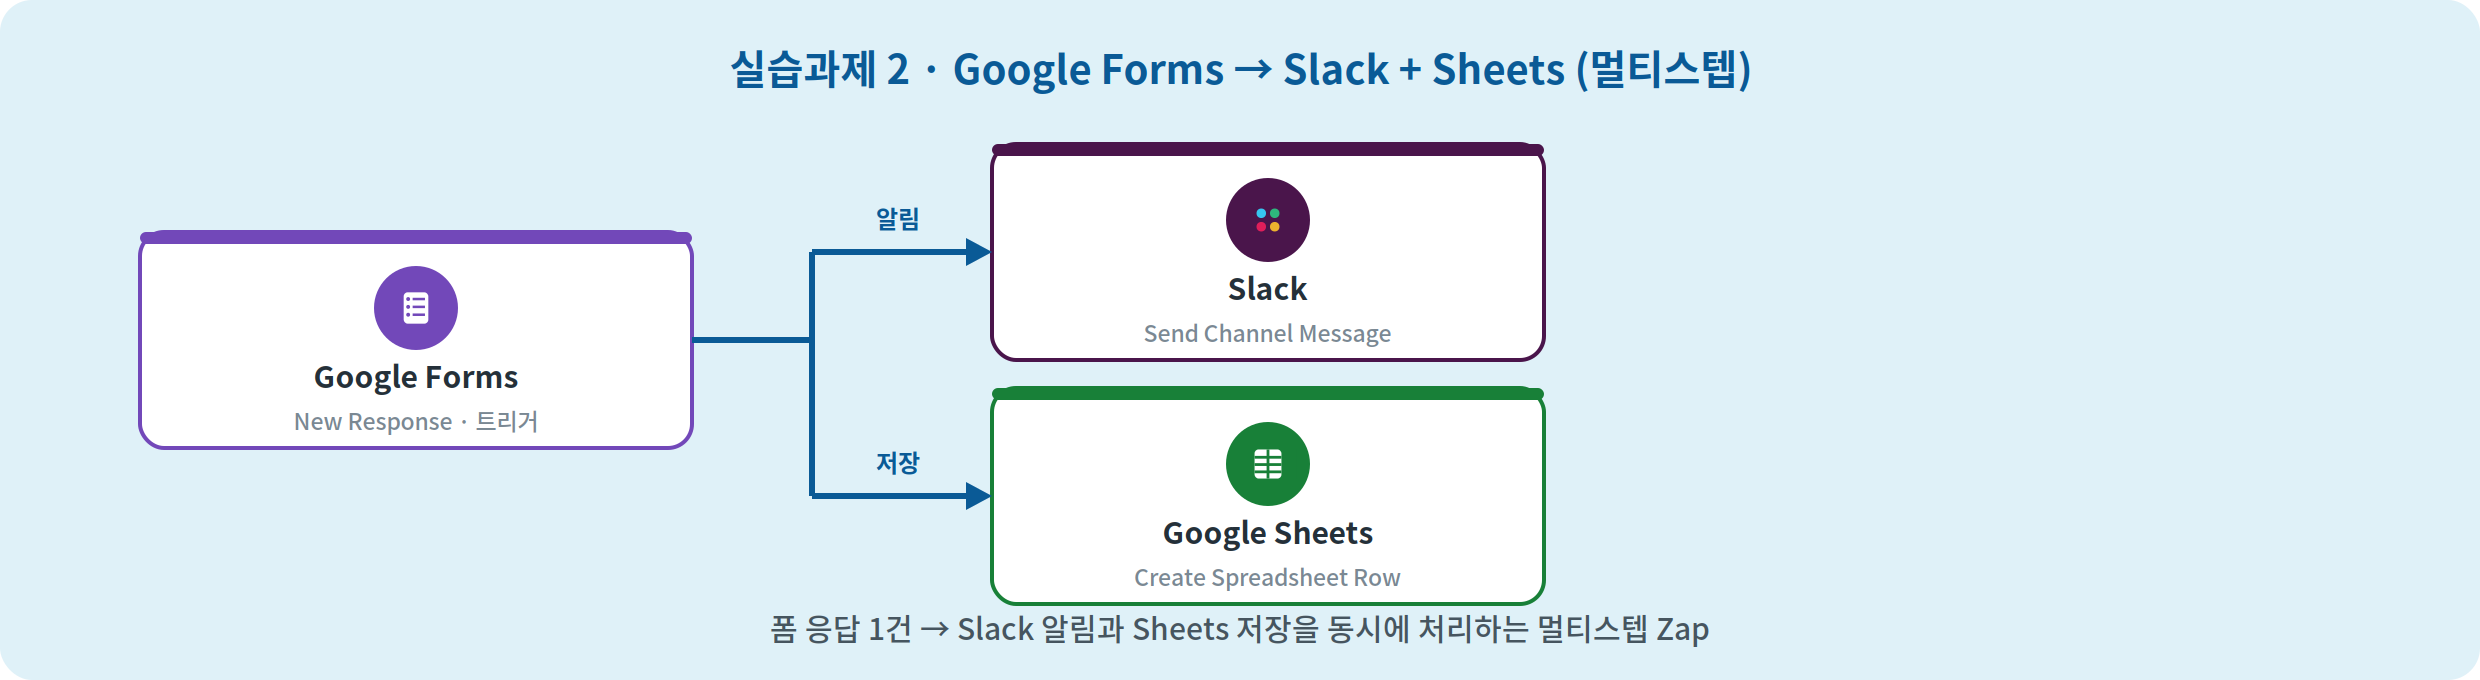 실습과제 2 · Google Forms → Slack + Sheets (멀티스텝)
Google Forms
New Response · 트리거
알림
저장
Slack
Send Channel Message
Google Sheets
Create Spreadsheet Row
폼 응답 1건 → Slack 알림과 Sheets 저장을 동시에 처리하는 멀티스텝 Zap